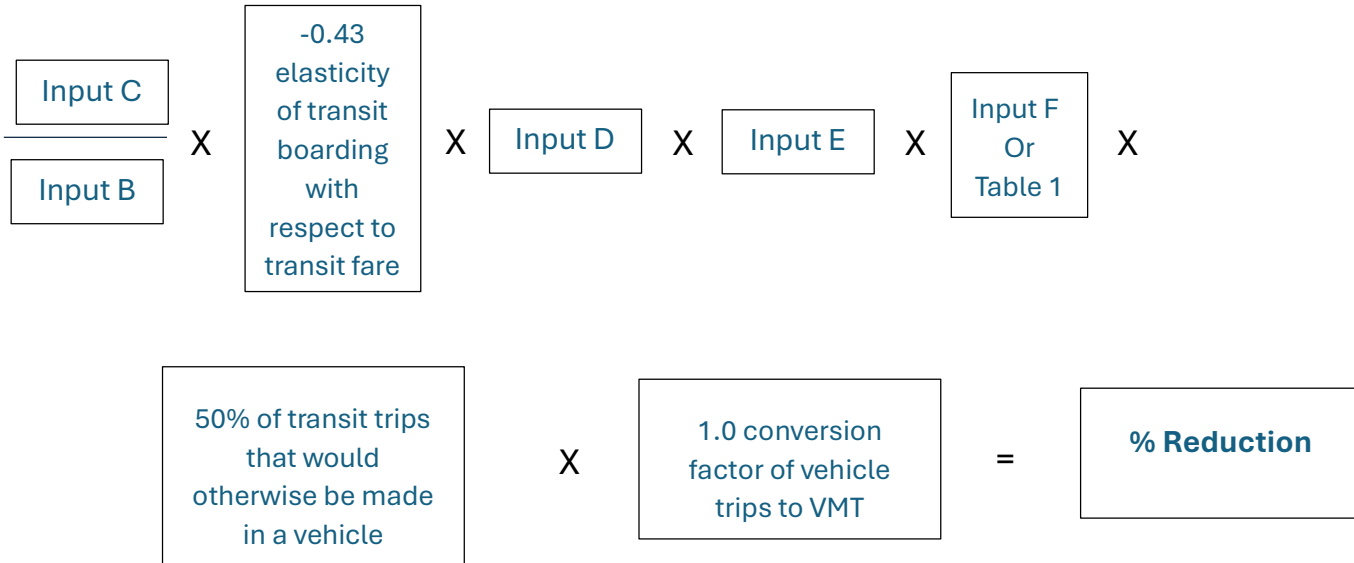 Input C
Input B
X
-0.43
elasticity
of transit
boarding
with
respect to
transit fare
X
Input D
X
Input E
X
Input F
Or
Table 1
X
50% of transit trips
that would
otherwise be made
in a vehicle
X
1.0 conversion
factor of vehicle
trips to VMT
=
% Reduction